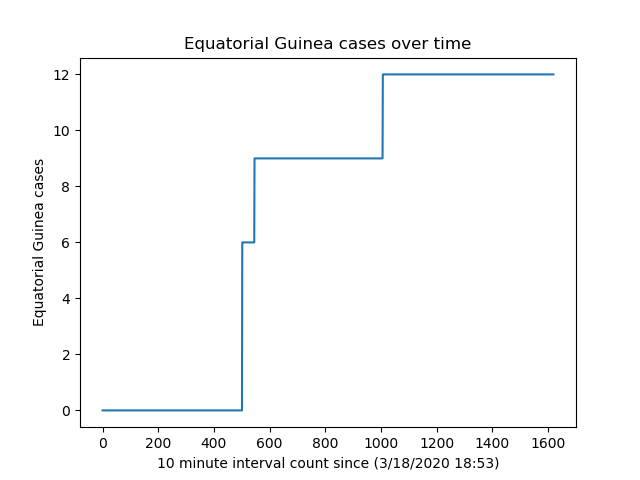 Equatorial Guinea cases over time
12
10
8
6
4
2
0
Equatorial Guinea cases
0 200 400 600 800 1000 1200 1400 1600
10 minute interval count since (3/18/2020 18:53)